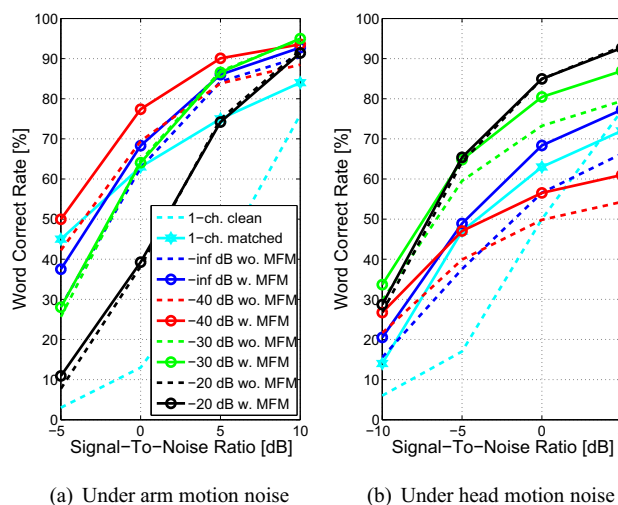 100
90
80
70
60
50
40
30
20
10
0
Word Correct Rate [%]
−5
0
5
10
Signal−To−Noise Ratio [dB]
1−ch. clean
1−ch. matched
−inf dB wo. MFM
−inf dB w. MFM
−40 dB wo. MFM
−40 dB w. MFM
−30 dB wo. MFM
−30 dB w. MFM
−20 dB wo. MFM
−20 dB w. MFM
(a) Under arm motion noise
100
90
80
70
60
50
40
30
20
10
0
Word Correct Rate [%]
−10
−5
0
Signal−To−Noise Ratio [dB]
(b) Under head motion noise